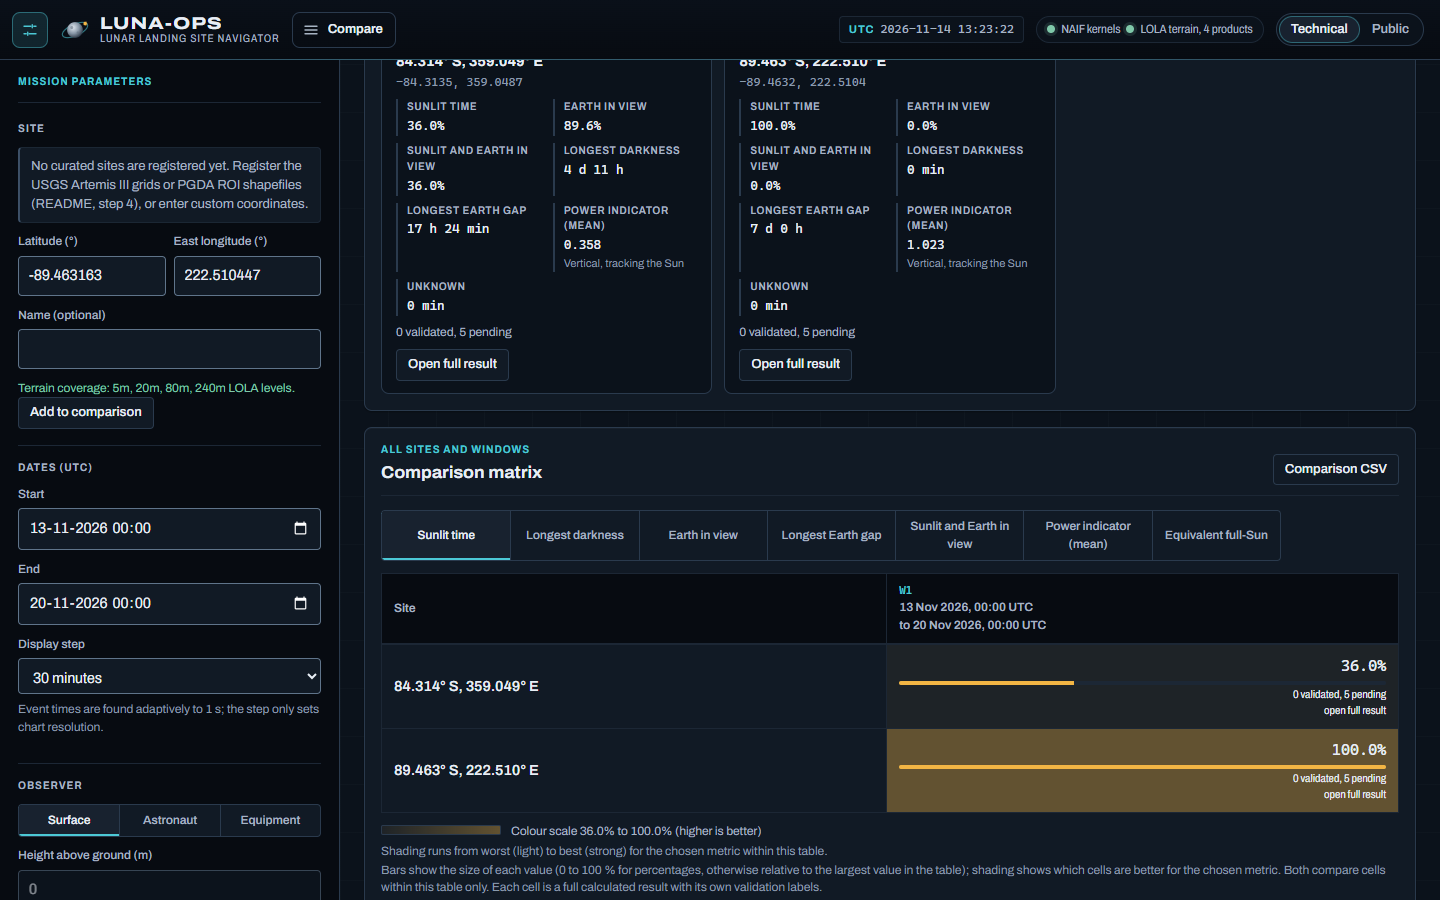 LUNA-OPS
LUNAR LANDING SITE NAVIGATOR
Compare
UTC 2026-11-14 13:23:22
NAIF kernels
LOLA terrain, 4 products
Technical
Public
MISSION PARAMETERS
SITE
No curated sites are registered yet. Register the
USGS Artemis III grids or PGDA ROI shapefiles
(README, step 4), or enter custom coordinates.
Latitude (°)
East longitude (°)
-89.463163
222.510447
Name (optional)
Terrain coverage: 5m, 20m, 80m, 240m LOLA levels.
Add to comparison
DATES (UTC)
Start
13-11-2026 00:00
End
20-11-2026 00:00
Display step
30 minutes
Event times are found adaptively to 1 s; the step only sets
chart resolution.
OBSERVER
Surface
Astronaut
Equipment
Height above ground (m)
0
84.314° S, 359.049° E
−84.3135, 359.0487
SUNLIT TIME
36.0%
EARTH IN VIEW
89.6%
SUNLIT AND EARTH IN
VIEW
36.0%
LONGEST DARKNESS
4 d 11 h
LONGEST EARTH GAP
17 h 24 min
POWER INDICATOR
(MEAN)
0.358
Vertical, tracking the Sun
UNKNOWN
0 min
0 validated, 5 pending
Open full result
89.463° S, 222.510° E
−89.4632, 222.5104
SUNLIT TIME
100.0%
EARTH IN VIEW
0.0%
SUNLIT AND EARTH IN
VIEW
0.0%
LONGEST DARKNESS
0 min
LONGEST EARTH GAP
7 d 0 h
POWER INDICATOR
(MEAN)
1.023
Vertical, tracking the Sun
UNKNOWN
0 min
0 validated, 5 pending
Open full result
ALL SITES AND WINDOWS
Comparison matrix
Comparison CSV
Sunlit time
Longest darkness
Earth in view
Longest Earth gap
Sunlit and Earth in
view
Power indicator
(mean)
Equivalent full-Sun
Site
W1
13 Nov 2026, 00:00 UTC
to 20 Nov 2026, 00:00 UTC
84.314° S, 359.049° E
36.0%
0 validated, 5 pending
open full result
89.463° S, 222.510° E
100.0%
0 validated, 5 pending
open full result
Colour scale 36.0% to 100.0% (higher is better)
Shading runs from worst (light) to best (strong) for the chosen metric within this table.
Bars show the size of each value (0 to 100 % for percentages, otherwise relative to the largest value in the table); shading shows which cells are better for the chosen metric. Both compare cells
within this table only. Each cell is a full calculated result with its own validation labels.